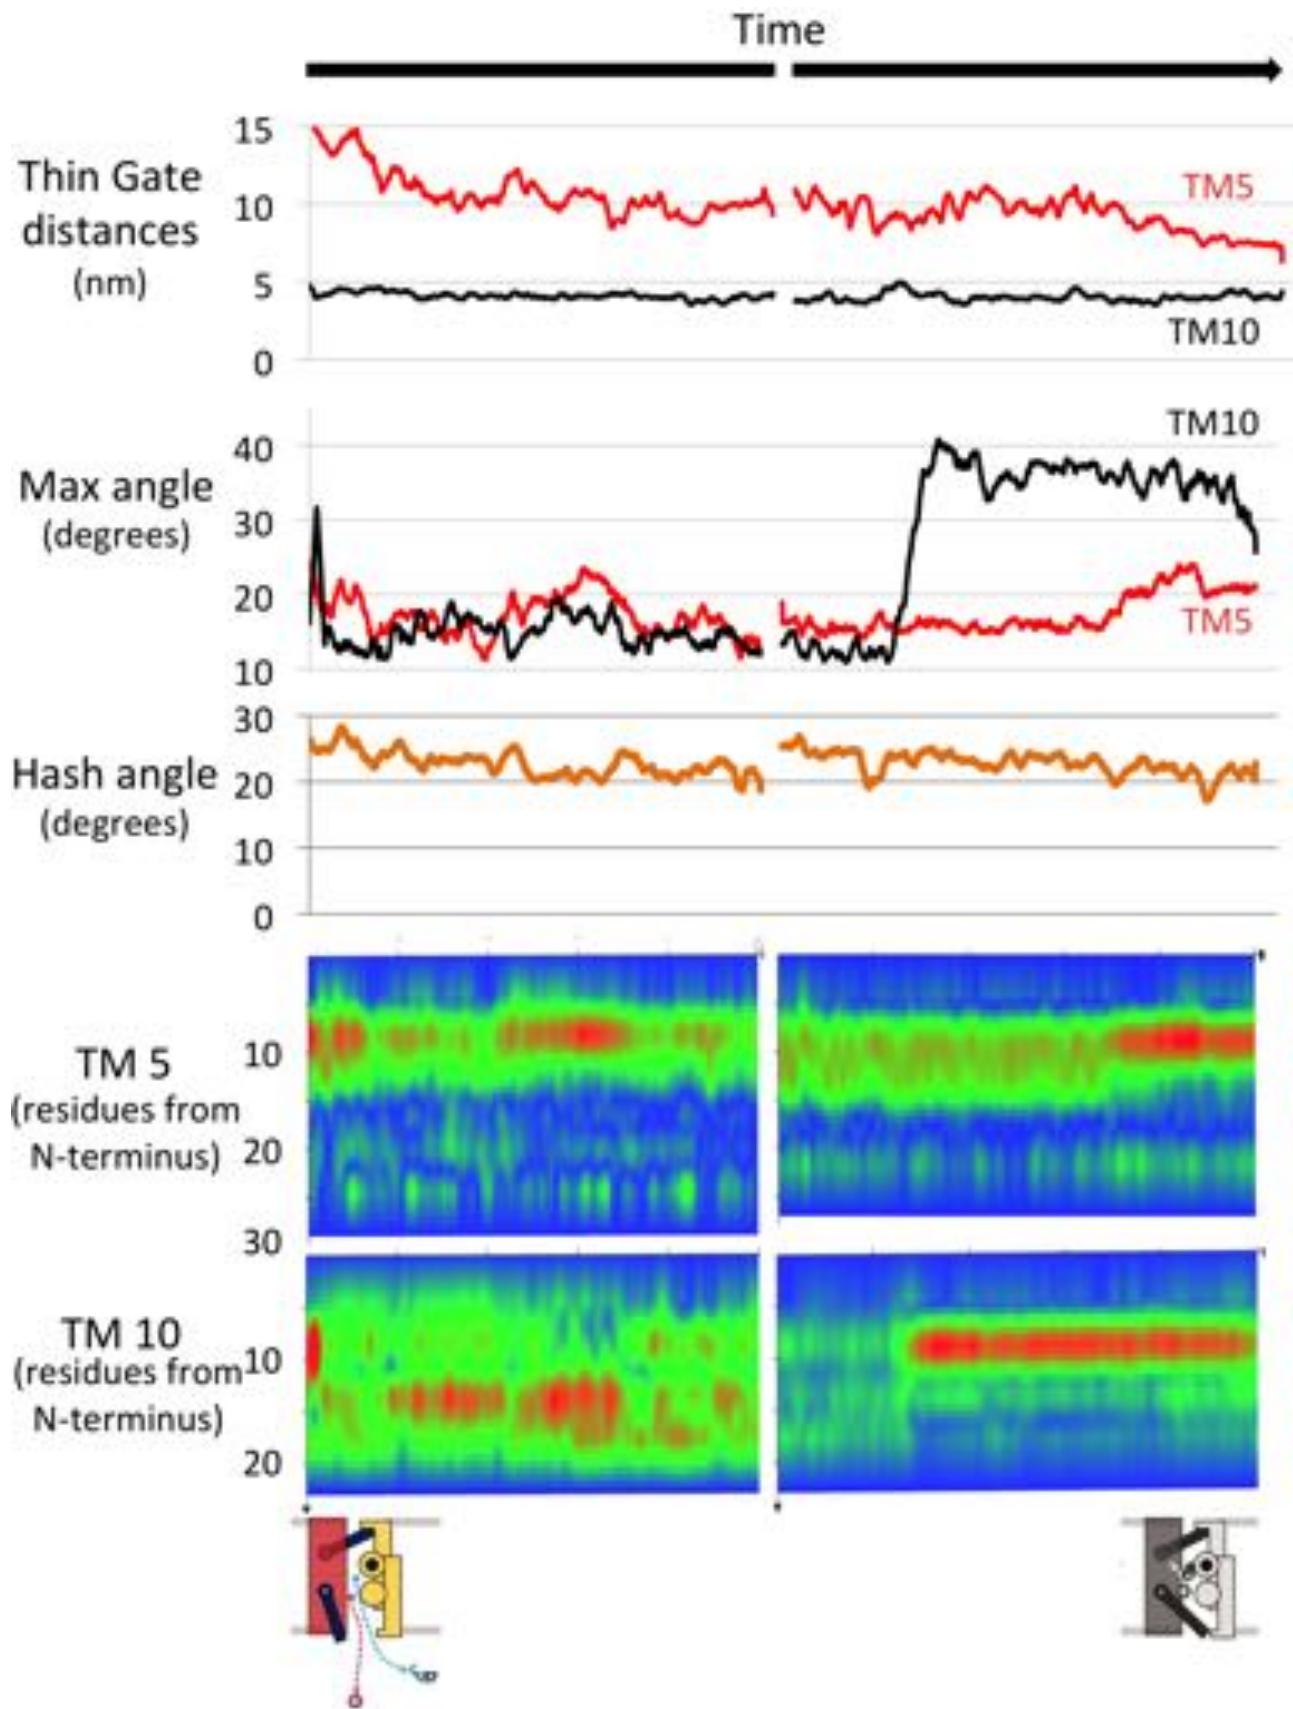 Time
Thin Gate
distances
(nm)
15
10
5
0
TM5
TM10
Max angle
(degrees)
40
30
20
10
TM10
TM5
Hash angle
(degrees)
30
20
10
0
TM 5
(residues from
N-terminus)
10
20
30
TM 10
(residues from
N-terminus)
10
20